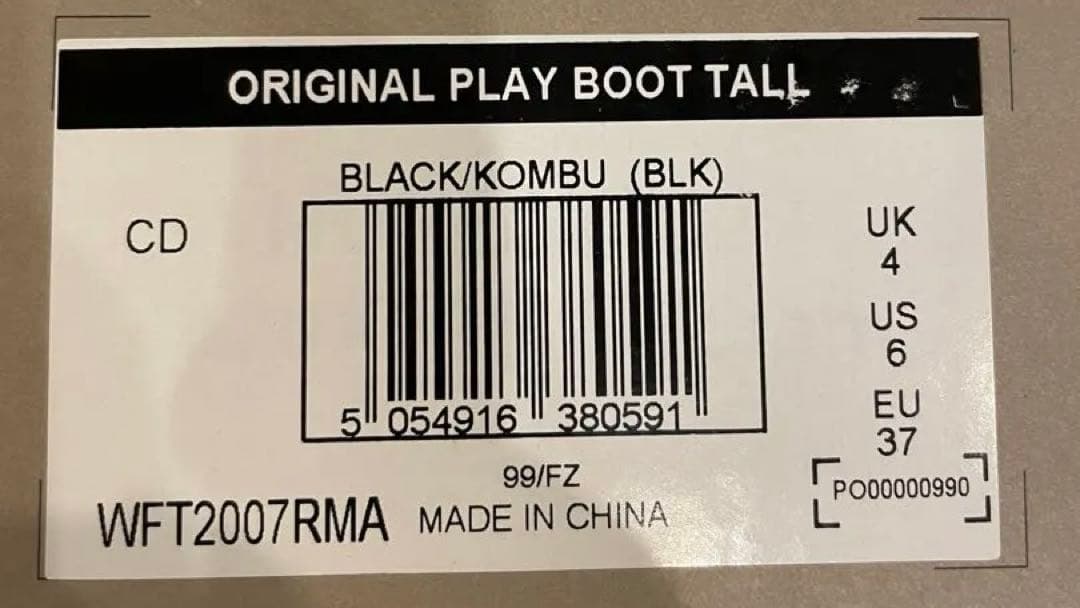 ORIGINAL PLAY BOOT TALL
BLACK/KOMBU (BLK)
CD
5 054916 380591
UK
4
US
6
EU
37
99/FZ
WFT2007RMA MADE IN CHINA
PO00000990